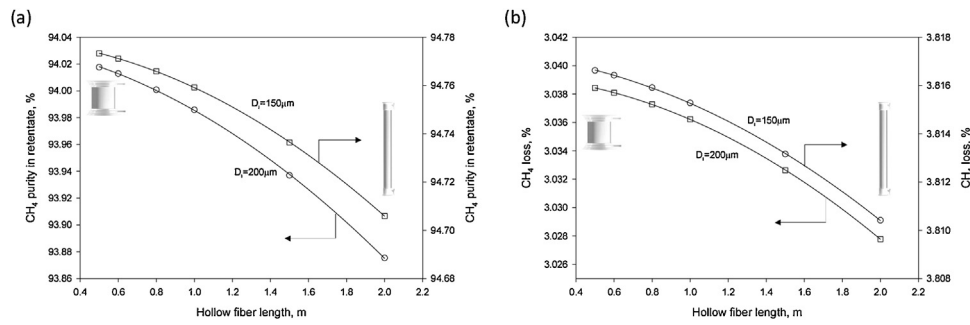 (a)
CH4 purity in retentate, %
94.04
94.02
94.00
93.98
93.96
93.94
93.92
93.90
93.88
93.86
94.78
94.76
94.74
94.72
94.70
94.68
CH4 purity in retentate, %
Di=150μm
Di=200μm
0.4 0.6 0.8 1.0 1.2 1.4 1.6 1.8 2.0 2.2
Hollow fiber length, m
(b)
CH4 loss, %
3.042
3.040
3.038
3.036
3.034
3.032
3.030
3.028
3.026
3.818
3.816
3.814
3.812
3.810
3.808
CH4 loss, %
Di=150μm
Di=200μm
0.4 0.6 0.8 1.0 1.2 1.4 1.6 1.8 2.0 2.2
Hollow fiber length, m